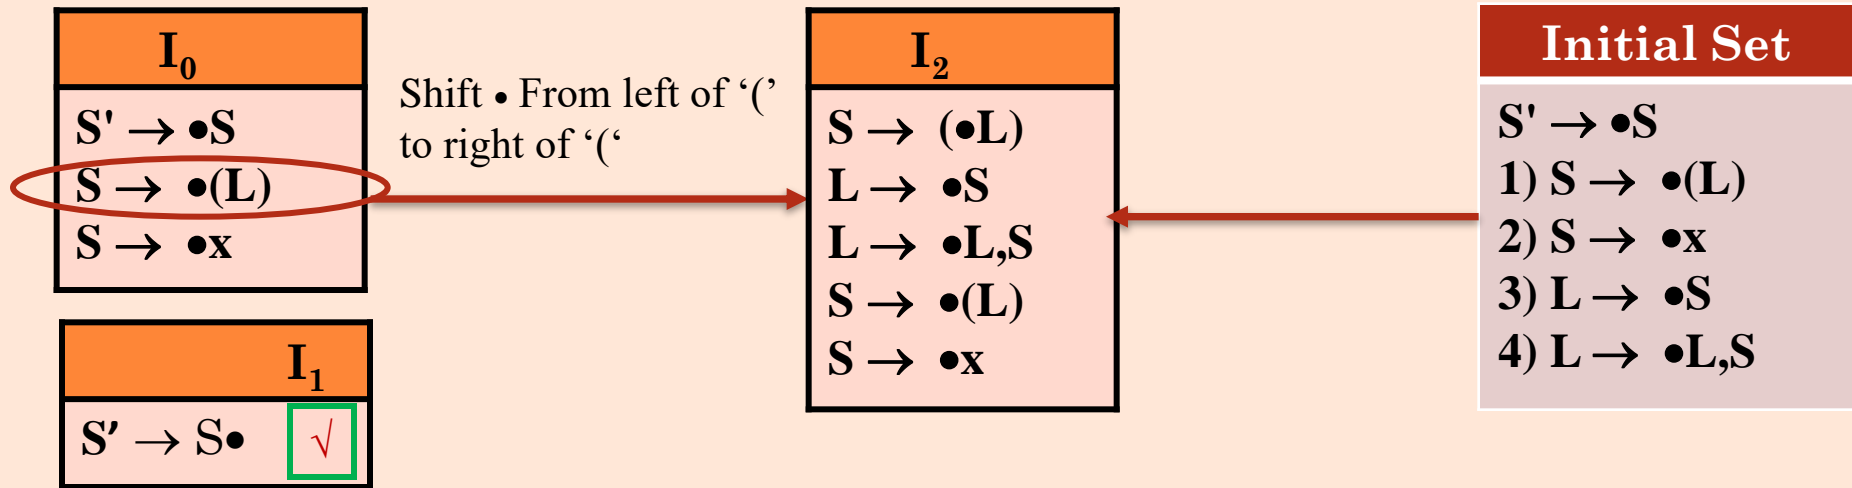 I₀
S' → •S
S → •(L)
S → •x
I₁
S’ → S• √
Shift • From left of ‘(’
to right of ‘(‘
I₂
S → (•L)
L → •S
L → •L,S
S → •(L)
S → •x
Initial Set
S' → •S
1) S → •(L)
2) S → •x
3) L → •S
4) L → •L,S